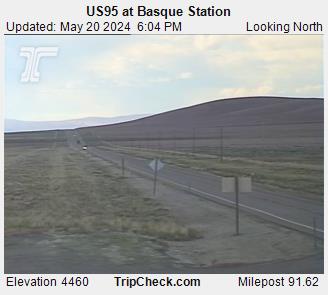 US95 at Basque Station
Updated: May 20 2024 6:04 PM Looking North
Elevation 4460 TripCheck.com Milepost 91.62